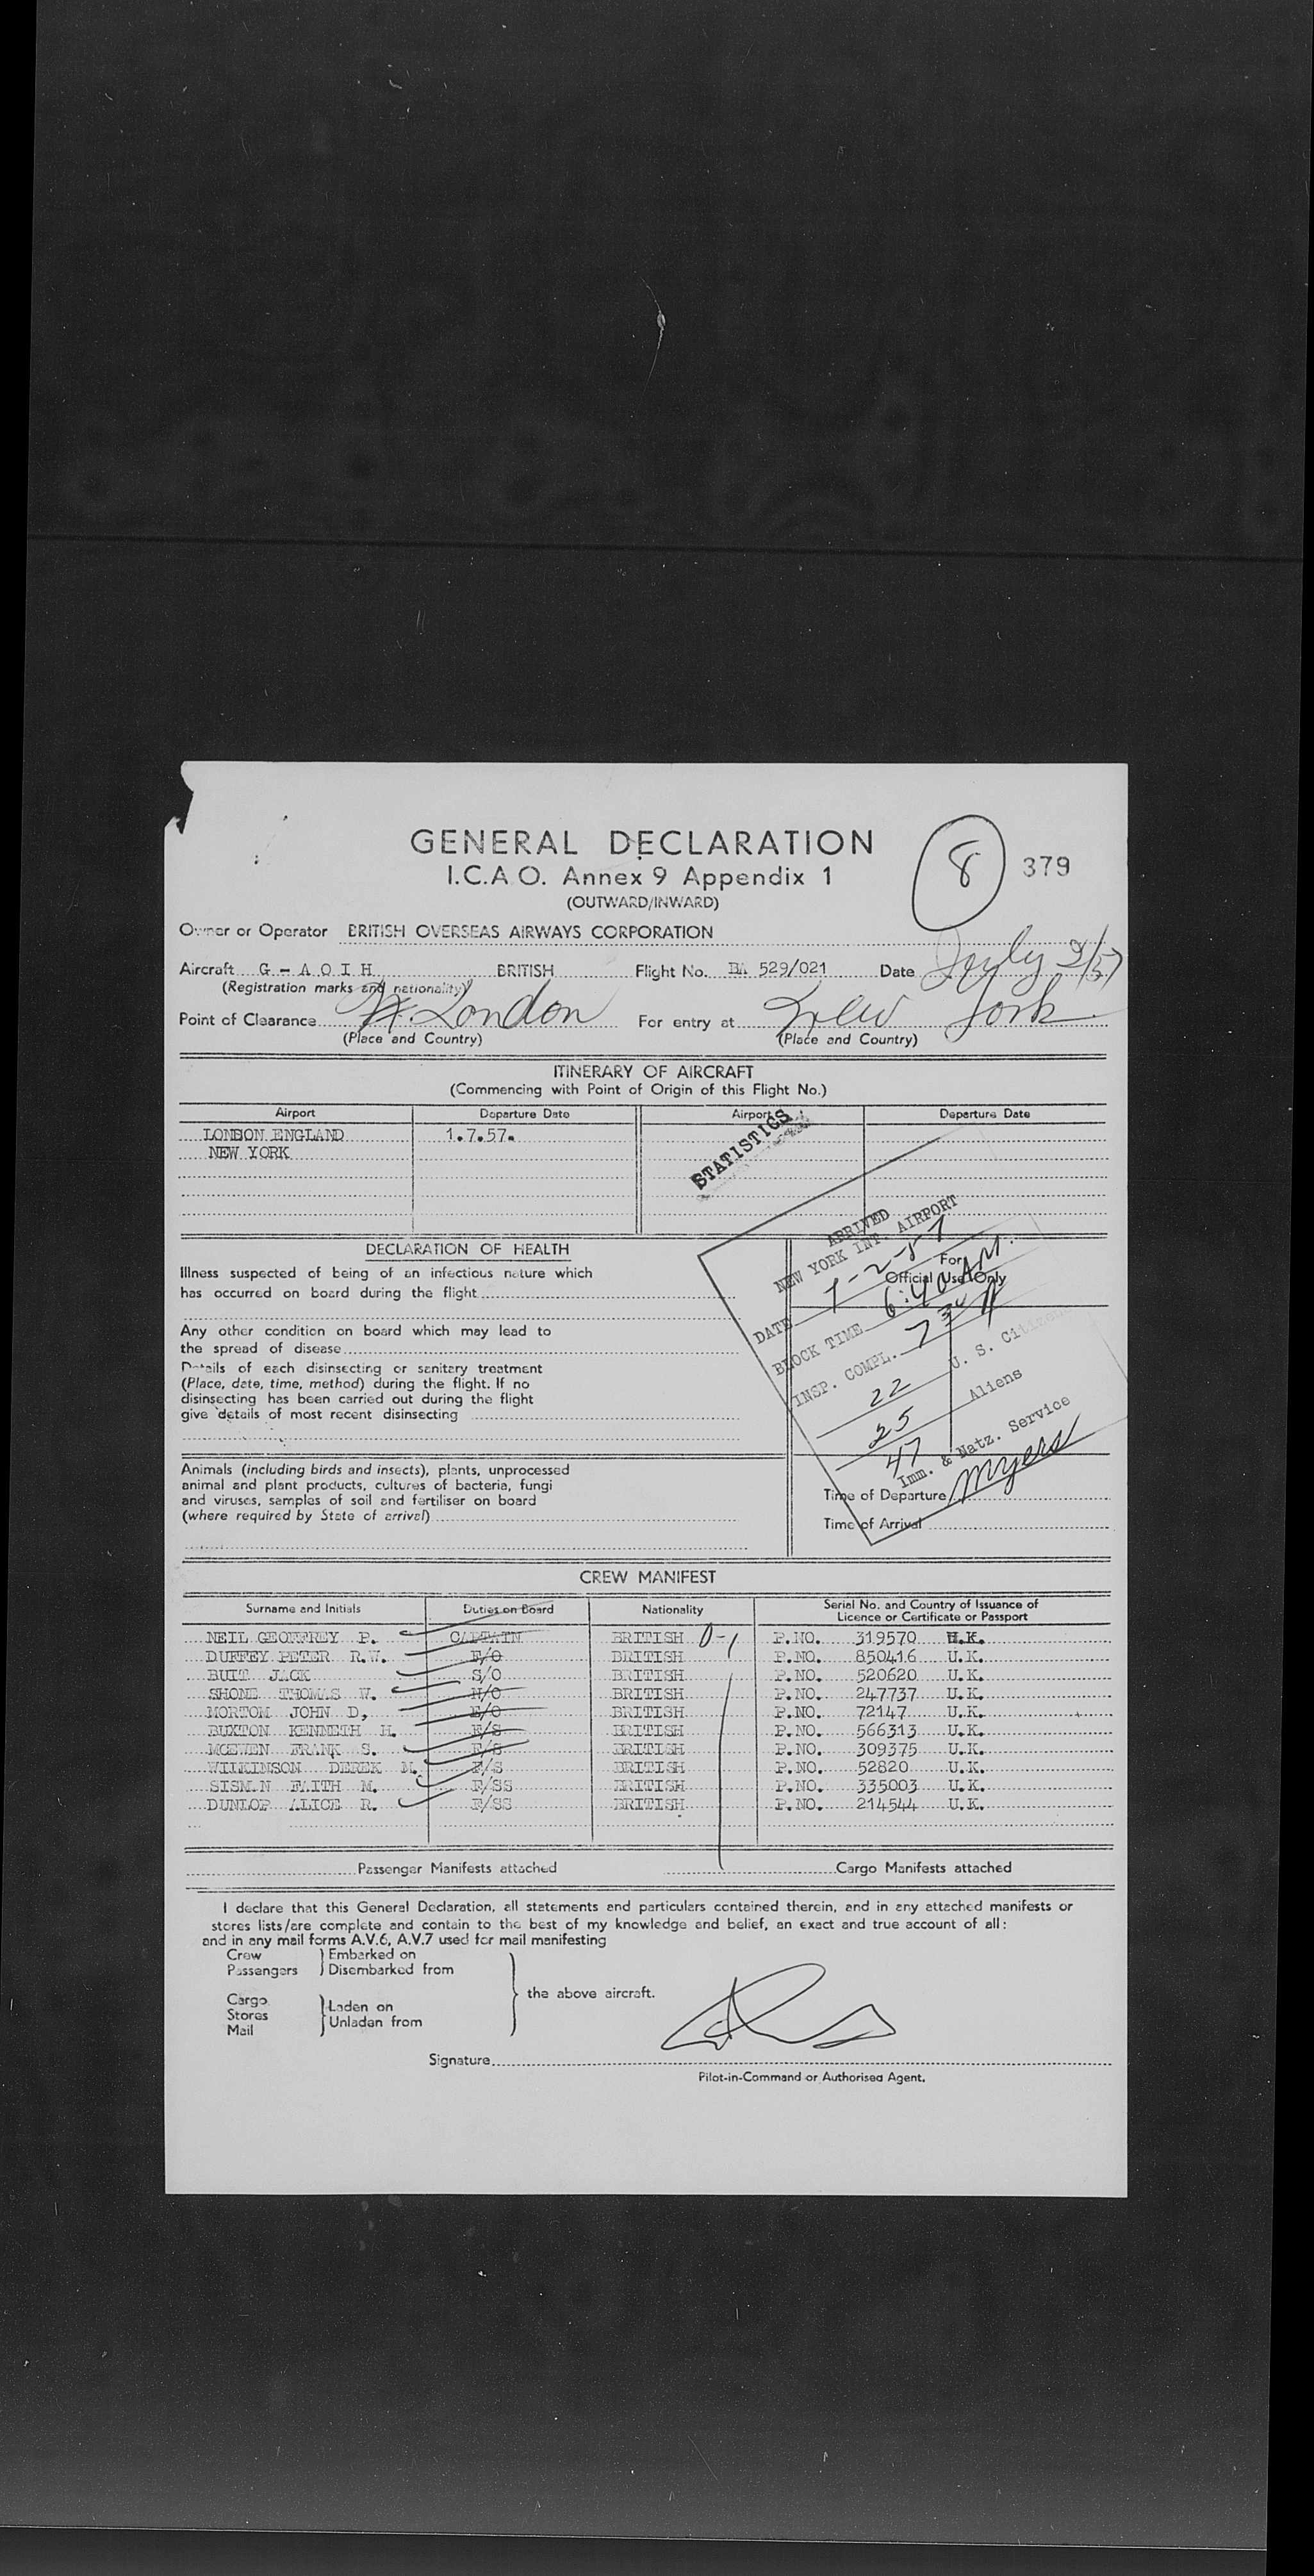 GENERAL DECLARATION
8
379
I.C.A.O. Annex 9 Appendix 1
(OUTWARD/INWARD)
Owner or Operator BRITISH OVERSEAS AIRWAYS CORPORATION
Aircraft G - A O I H BRITISH Flight No. BA 529/021 Date July 2/57
(Registration marks and nationality)
Point of Clearance London For entry at New York
(Place and Country) (Place and Country)
ITINERARY OF AIRCRAFT
(Commencing with Point of Origin of this Flight No.)
Airport Departure Date Airport Departure Date
LONDON ENGLAND 1.7.57.
NEW YORK
STATISTICS
ARRIVED
NEW YORK INT. AIRPORT
DATE 7-2-57
BLOCK TIME 6:40 AM
INSP. COMPL. 7 30
22 U. S. Citizens
25 Aliens
47
Imm. & Natz. Service
Myers
DECLARATION OF HEALTH
For
Official Use Only
Illness suspected of being of an infectious nature which
has occurred on board during the flight
Any other condition on board which may lead to
the spread of disease
Details of each disinsecting or sanitary treatment
(Place, date, time, method) during the flight. If no
disinsecting has been carried out during the flight
give details of most recent disinsecting
Animals (including birds and insects), plants, unprocessed
animal and plant products, cultures of bacteria, fungi
and viruses, samples of soil and fertiliser on board
(where required by State of arrival)
Time of Departure
Time of Arrival
CREW MANIFEST
Surname and Initials Duties on Board Nationality Serial No. and Country of Issuance of
Licence or Certificate or Passport
NEIL GEOFFREY P. CAPTAIN BRITISH 0-1 P.NO. 319570 U.K.
DUFFEY PETER R.W. F/O BRITISH P.NO. 850416 U.K.
BUIT JACK S/O BRITISH P.NO. 520620 U.K.
SHONE THOMAS W. N/O BRITISH P.NO. 247737 U.K.
MORTOM JOHN D, E/O BRITISH P.NO. 72147 U.K.
BUXTON KENNETH H. F/S BRITISH P.NO. 566313 U.K.
MCEWEN FRANK S. F/S BRITISH P.NO. 309375 U.K.
WILKINSON DEREK M. F/S BRITISH P.NO. 52820 U.K.
SISMAN FAITH M. F/SS BRITISH P.NO. 335003 U.K.
DUNLOP ALICE R. F/SS BRITISH P.NO. 214544 U.K.
Passenger Manifests attached Cargo Manifests attached
I declare that this General Declaration, all statements and particulars contained therein, and in any attached manifests or
stores lists/are complete and contain to the best of my knowledge and belief, an exact and true account of all:
and in any mail forms A.V.6, A.V.7 used for mail manifesting
Crew } Embarked on
Passengers } Disembarked from
the above aircraft.
Cargo
Stores } Laden on
Mail } Unladen from
Signature
Pilot-in-Command or Authorised Agent.